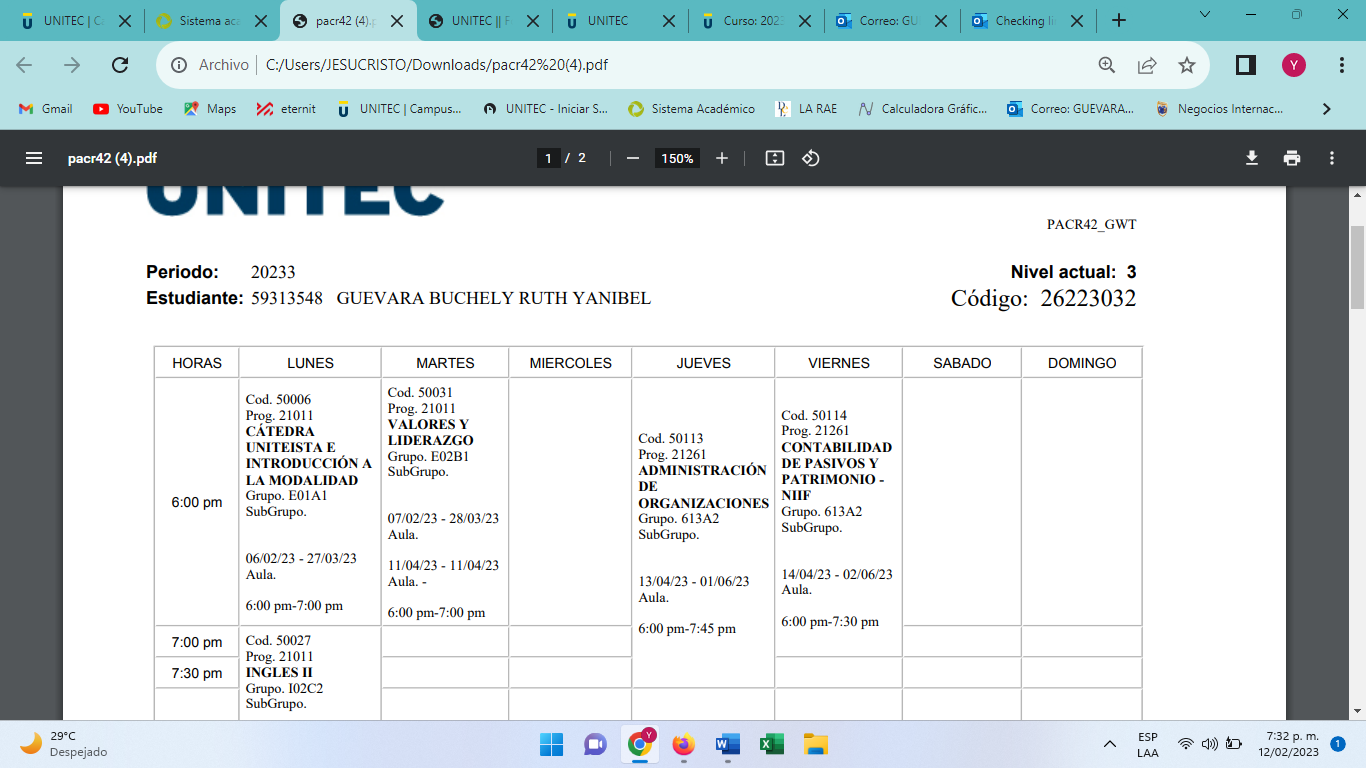 UNITEC | C
Sistema aca
pacr42 (4).p
UNITEC || F
UNITEC
Curso: 2022
Correo: GU
Checking li
Archivo
C:/Users/JESUCRISTO/Downloads/pacr42%20(4).pdf
Y
Gmail
YouTube
Maps
eternit
UNITEC | Campus...
UNITEC - Iniciar S...
Sistema Académico
LA RAE
Calculadora Gráfic...
Correo: GUEVARA...
Negocios Internac...
pacr42 (4).pdf
1 / 2
150%
UNITEC
PACR42_GWT
Periodo: 20233
Nivel actual: 3
Estudiante: 59313548 GUEVARA BUCHELY RUTH YANIBEL
Código: 26223032
HORAS
LUNES
MARTES
MIERCOLES
JUEVES
VIERNES
SABADO
DOMINGO
6:00 pm
Cod. 50006
Prog. 21011
CÁTEDRA
UNITEISTA E
INTRODUCCIÓN A
LA MODALIDAD
Grupo. E01A1
SubGrupo.
06/02/23 - 27/03/23
Aula.
6:00 pm-7:00 pm
Cod. 50031
Prog. 21011
VALORES Y
LIDERAZGO
Grupo. E02B1
SubGrupo.
07/02/23 - 28/03/23
Aula.
11/04/23 - 11/04/23
Aula. -
6:00 pm-7:00 pm
Cod. 50113
Prog. 21261
ADMINISTRACIÓN
DE
ORGANIZACIONES
Grupo. 613A2
SubGrupo.
13/04/23 - 01/06/23
Aula.
6:00 pm-7:45 pm
Cod. 50114
Prog. 21261
CONTABILIDAD
DE PASIVOS Y
PATRIMONIO -
NIIF
Grupo. 613A2
SubGrupo.
14/04/23 - 02/06/23
Aula.
6:00 pm-7:30 pm
7:00 pm
7:30 pm
Cod. 50027
Prog. 21011
INGLES II
Grupo. I02C2
SubGrupo.
29°C
Despejado
Y
ESP
LAA
7:32 p. m.
12/02/2023
1